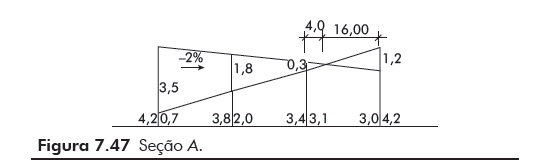 4,0 16,00
–2% 1,8 0,3 1,2
3,5
4,2 0,7 3,8 2,0 3,4 3,1 3,0 4,2
Figura 7.47 Seção A.